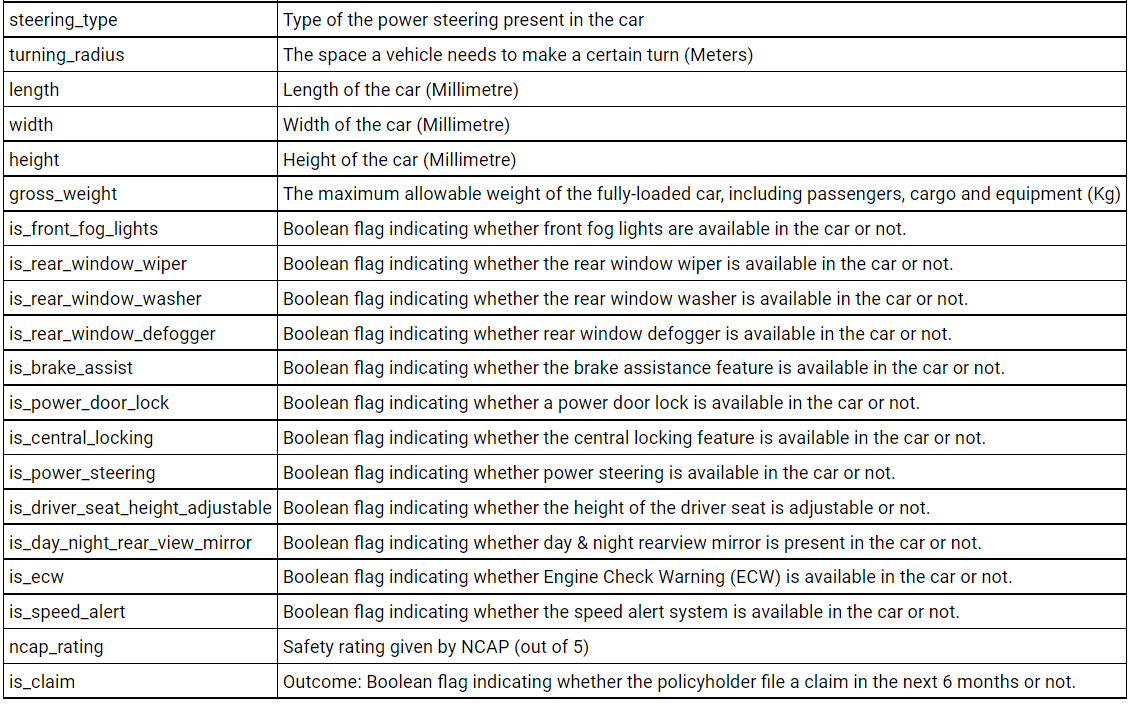 steering_type Type of the power steering present in the car
turning_radius The space a vehicle needs to make a certain turn (Meters)
length Length of the car (Millimetre)
width Width of the car (Millimetre)
height Height of the car (Millimetre)
gross_weight The maximum allowable weight of the fully-loaded car, including passengers, cargo and equipment (Kg)
is_front_fog_lights Boolean flag indicating whether front fog lights are available in the car or not.
is_rear_window_wiper Boolean flag indicating whether the rear window wiper is available in the car or not.
is_rear_window_washer Boolean flag indicating whether the rear window washer is available in the car or not.
is_rear_window_defogger Boolean flag indicating whether rear window defogger is available in the car or not.
is_brake_assist Boolean flag indicating whether the brake assistance feature is available in the car or not.
is_power_door_lock Boolean flag indicating whether a power door lock is available in the car or not.
is_central_locking Boolean flag indicating whether the central locking feature is available in the car or not.
is_power_steering Boolean flag indicating whether power steering is available in the car or not.
is_driver_seat_height_adjustable Boolean flag indicating whether the height of the driver seat is adjustable or not.
is_day_night_rear_view_mirror Boolean flag indicating whether day & night rearview mirror is present in the car or not.
is_ecw Boolean flag indicating whether Engine Check Warning (ECW) is available in the car or not.
is_speed_alert Boolean flag indicating whether the speed alert system is available in the car or not.
ncap_rating Safety rating given by NCAP (out of 5)
is_claim Outcome: Boolean flag indicating whether the policyholder file a claim in the next 6 months or not.